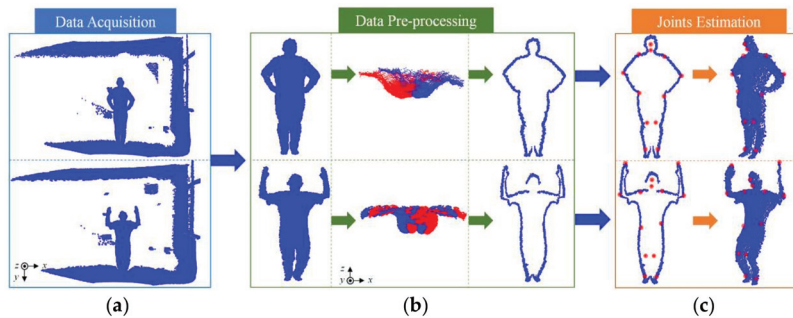 Data Acquisition
Data Pre-processing
Joints Estimation
z x
y
z
y x
(a)
(b)
(c)